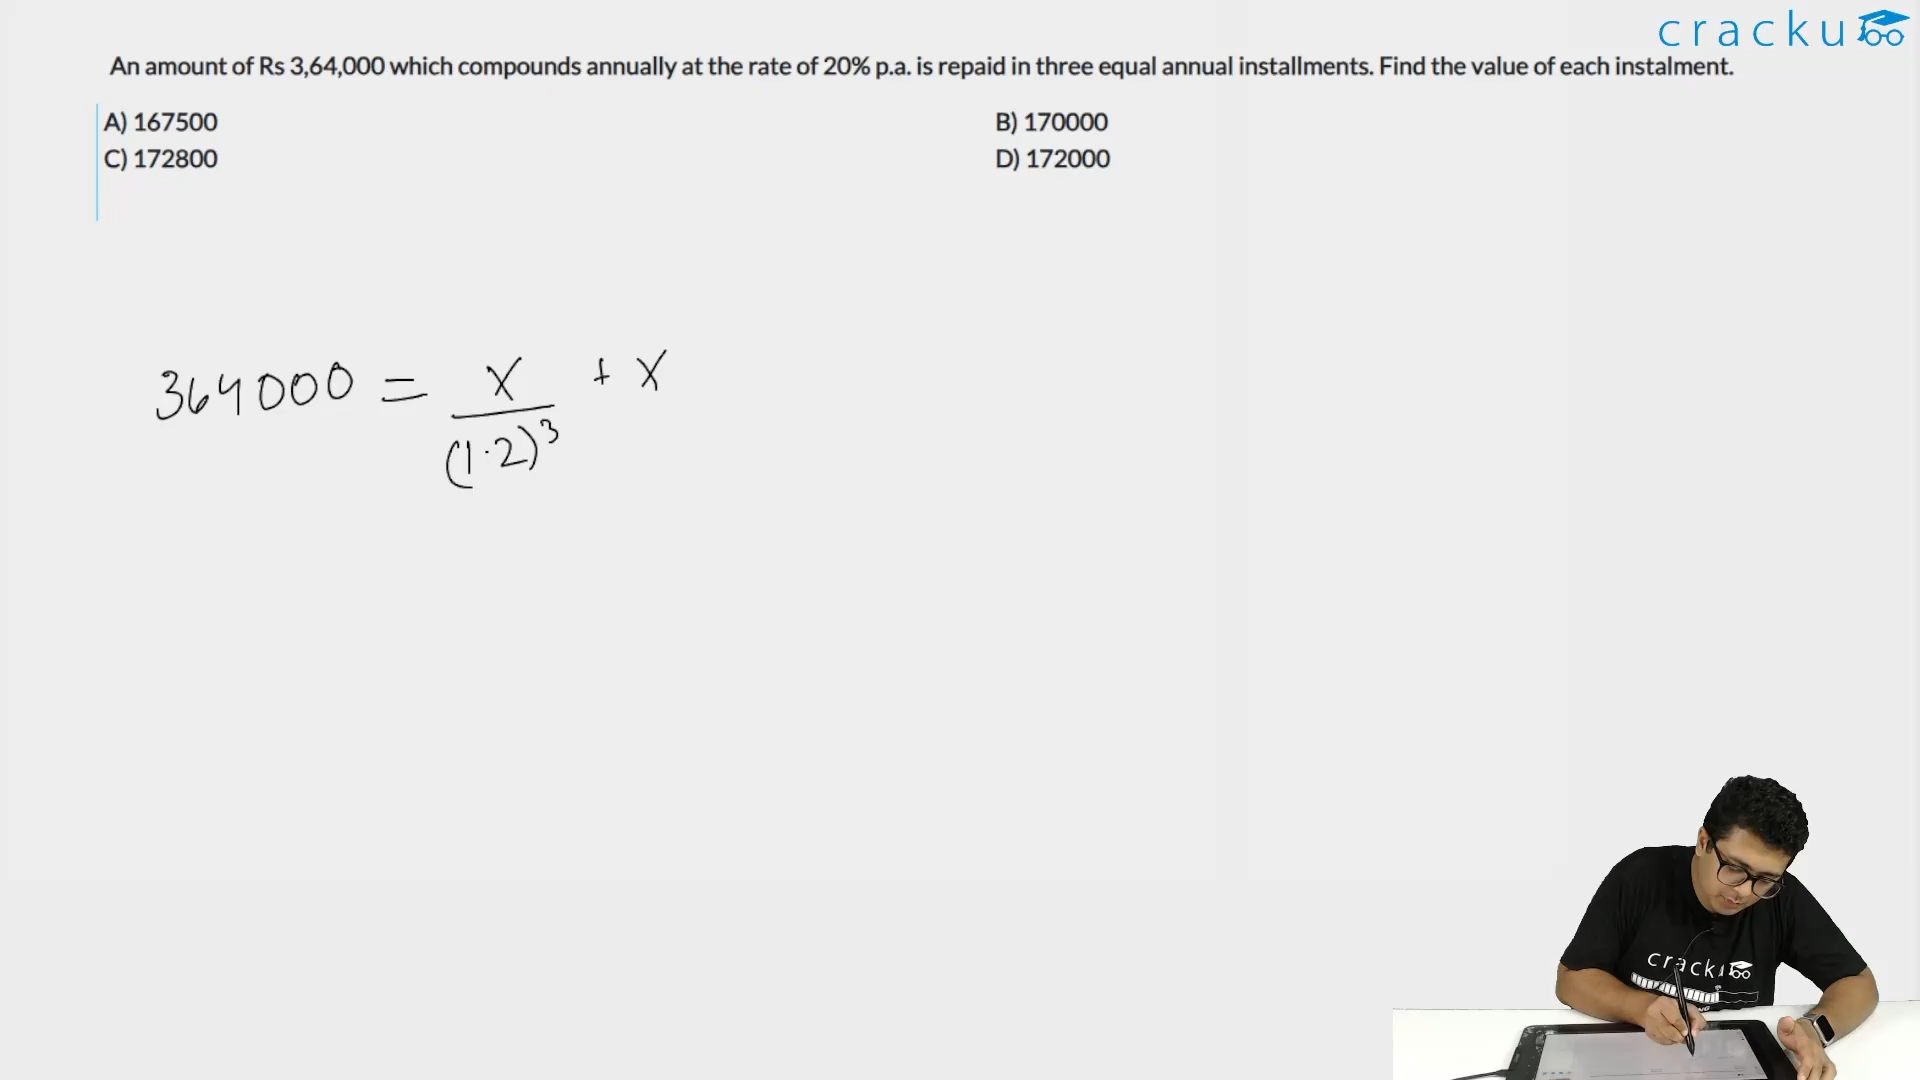 cracku
An amount of Rs 3,64,000 which compounds annually at the rate of 20% p.a. is repaid in three equal annual installments. Find the value of each instalment.
A) 167500
B) 170000
C) 172800
D) 172000
364000 = X/(1.2)^3 + X
cracku